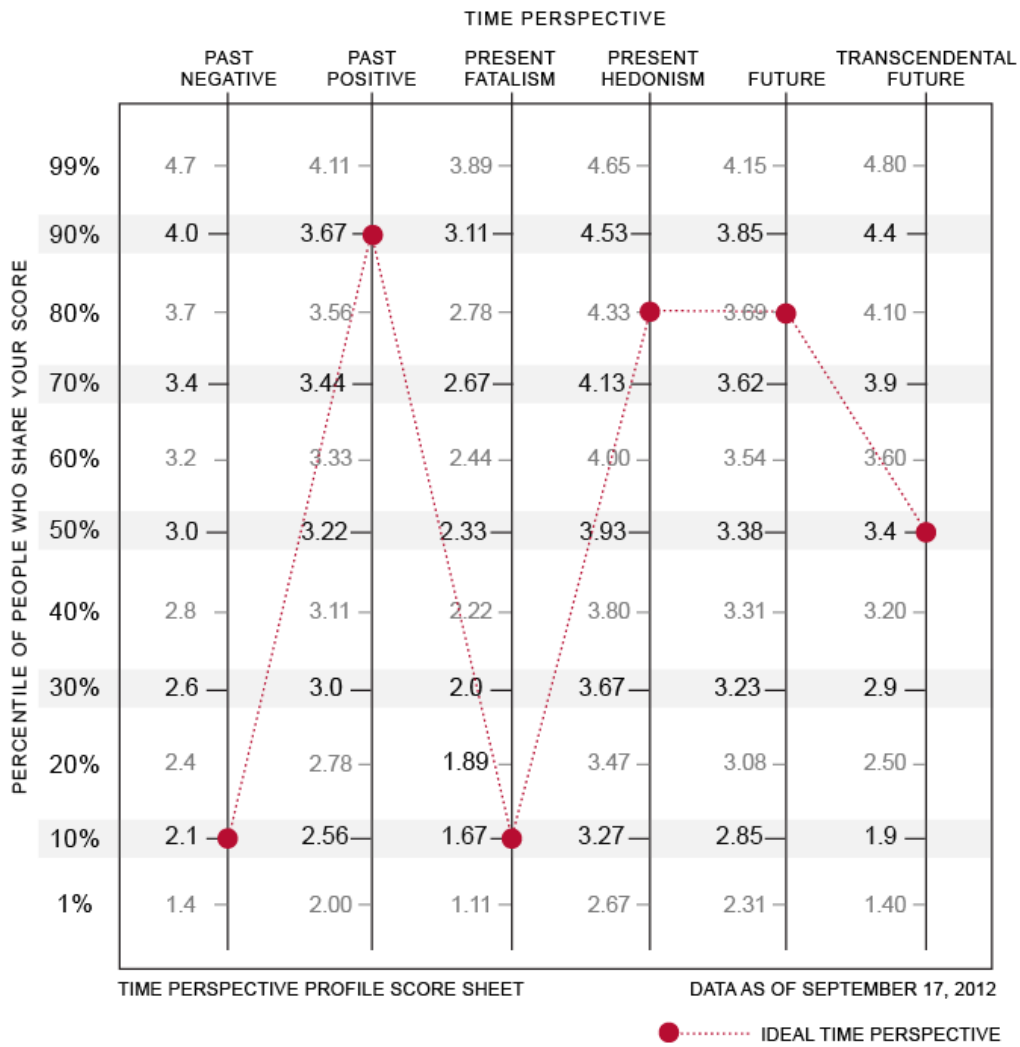 TIME PERSPECTIVE
PAST NEGATIVE
PAST POSITIVE
PRESENT FATALISM
PRESENT HEDONISM
FUTURE
TRANSCENDENTAL FUTURE
PERCENTILE OF PEOPLE WHO SHARE YOUR SCORE
99% 4.7 4.11 3.89 4.65 4.15 4.80
90% 4.0 3.67 3.11 4.53 3.85 4.4
80% 3.7 3.56 2.78 4.33 3.69 4.10
70% 3.4 3.44 2.67 4.13 3.62 3.9
60% 3.2 3.33 2.44 4.00 3.54 3.60
50% 3.0 3.22 2.33 3.93 3.38 3.4
40% 2.8 3.11 2.22 3.80 3.31 3.20
30% 2.6 3.0 2.0 3.67 3.23 2.9
20% 2.4 2.78 1.89 3.47 3.08 2.50
10% 2.1 2.56 1.67 3.27 2.85 1.9
1% 1.4 2.00 1.11 2.67 2.31 1.40
TIME PERSPECTIVE PROFILE SCORE SHEET
DATA AS OF SEPTEMBER 17, 2012
IDEAL TIME PERSPECTIVE